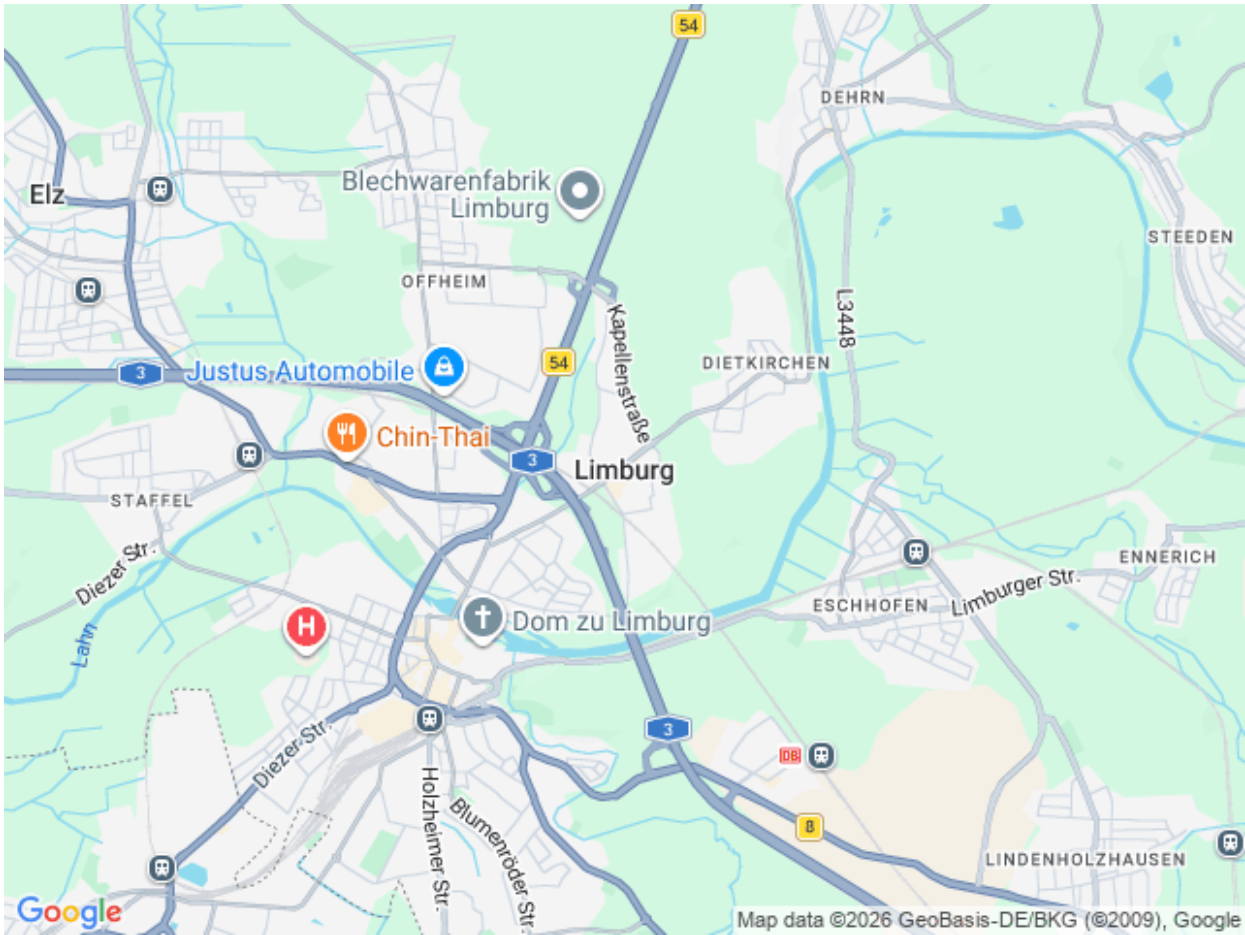 54
DEHRN
Elz
Blechwarenfabrik
Limburg
STEEDEN
OFFHEIM
Kapellenstraße
L3448
3
Justus Automobile
54
DIETKIRCHEN
Chin-Thai
3
Limburg
STAFFEL
Diezer Str.
ENNERICH
Limburger Str.
ESCHHOFEN
H
Dom zu Limburg
Lahn
3
DB
Diezer Str.
Holzheimer Str.
Blumenröder Str.
8
LINDENHOLZHAUSEN
Google
Map data ©2026 GeoBasis-DE/BKG (©2009), Google